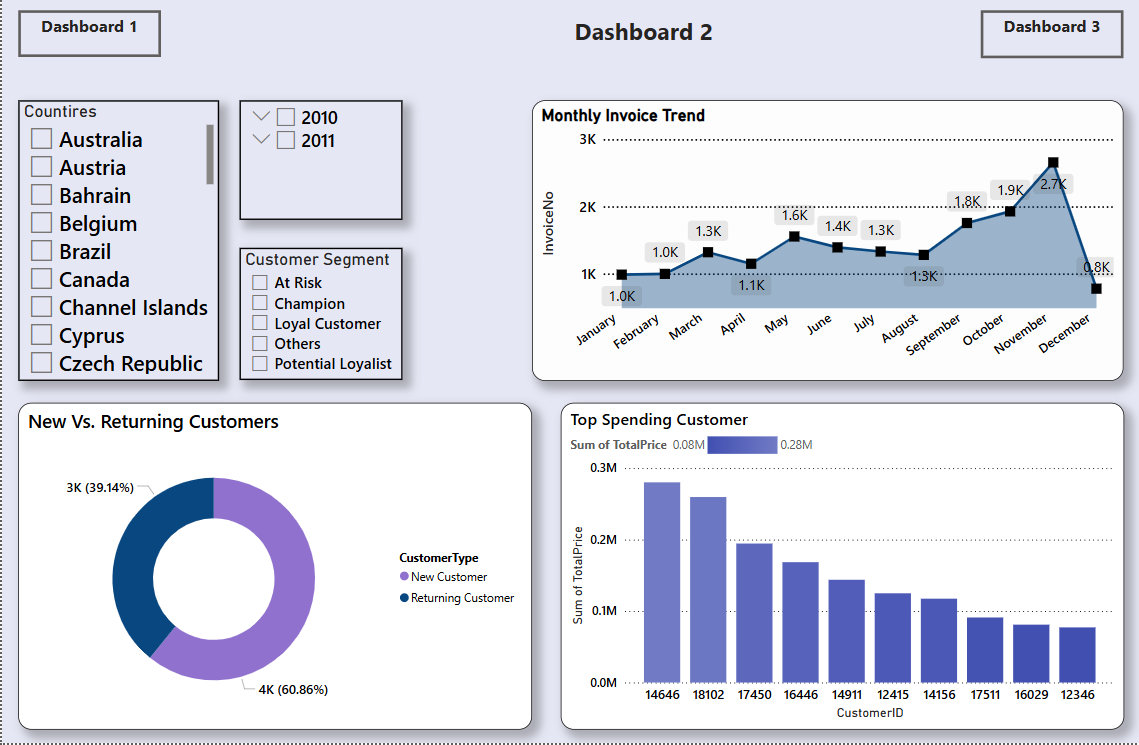 Dashboard 1
Dashboard 2
Dashboard 3
Countires
Australia
Austria
Bahrain
Belgium
Brazil
Canada
Channel Islands
Cyprus
Czech Republic
2010
2011
Customer Segment
At Risk
Champion
Loyal Customer
Others
Potential Loyalist
Monthly Invoice Trend
InvoiceNo
3K
2K
1K
1.0K
1.0K
1.3K
1.1K
1.6K
1.4K
1.3K
1.3K
1.8K
1.9K
2.7K
0.8K
January
February
March
April
May
June
July
August
September
October
November
December
New Vs. Returning Customers
3K (39.14%)
4K (60.86%)
CustomerType
New Customer
Returning Customer
Top Spending Customer
Sum of TotalPrice 0.08M 0.28M
Sum of TotalPrice
0.3M
0.2M
0.1M
0.0M
14646 18102 17450 16446 14911 12415 14156 17511 16029 12346
CustomerID